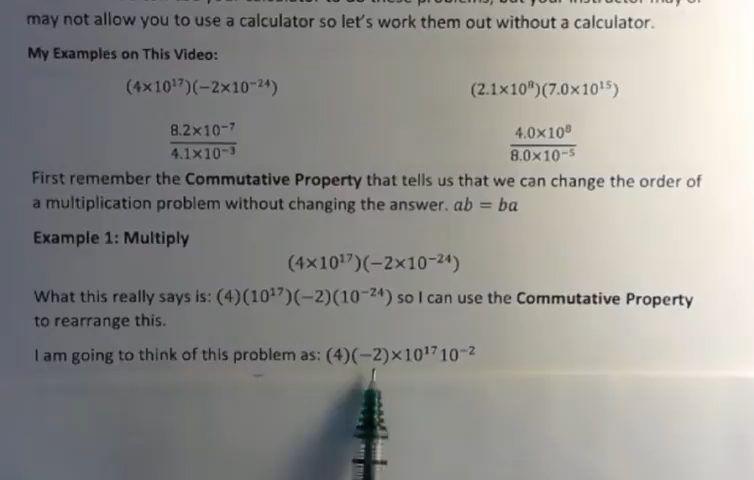 may not allow you to use a calculator so let's work them out without a calculator.
My Examples on This Video:
(4×10¹⁷)(−2×10⁻²⁴) (2.1×10⁹)(7.0×10¹⁵)
8.2×10⁻⁷ 4.0×10⁸
4.1×10⁻³ 8.0×10⁻⁵
First remember the Commutative Property that tells us that we can change the order of
a multiplication problem without changing the answer. ab = ba
Example 1: Multiply
(4×10¹⁷)(−2×10⁻²⁴)
What this really says is: (4)(10¹⁷)(−2)(10⁻²⁴) so I can use the Commutative Property
to rearrange this.
I am going to think of this problem as: (4)(−2)×10¹⁷10⁻²